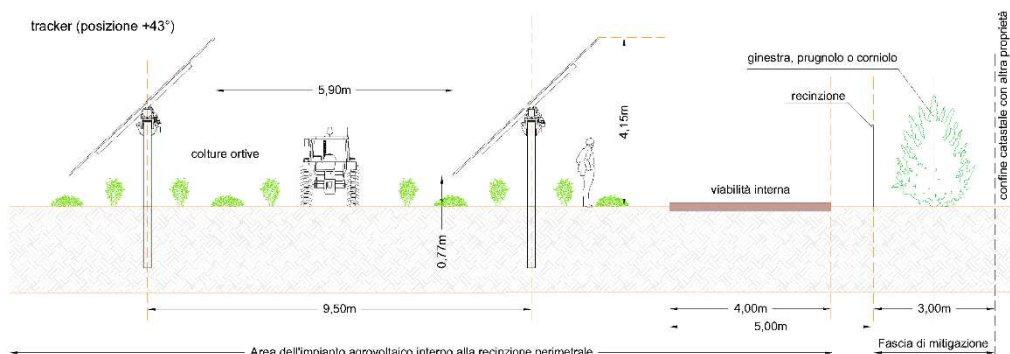 tracker (posizione +43°)
ginestra, prugnolo o corniolo
recinzione
confine catastale con altra proprietà
5,90m
4,15m
colture ortive
viabilità interna
0,77m
9,50m
4,00m
3,00m
5,00m
Area dell'impianto agrovoltaico interno alla recinzione perimetrale
Fascia di mitigazione